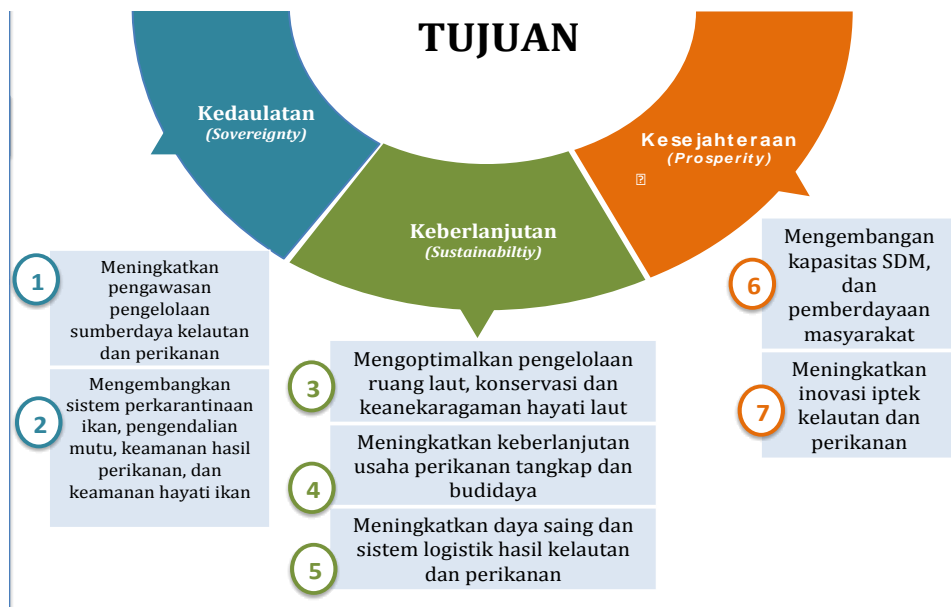 TUJUAN
Kedaulatan
(Sovereignty)
Keberlanjutan
(Sustainabiltiy)
Kesejahteraan
(Prosperity)
1
Meningkatkan
pengawasan
pengelolaan
sumberdaya kelautan
dan perikanan
2
Mengembangkan
sistem perkarantinaan
ikan, pengendalian
mutu, keamanan hasil
perikanan, dan
keamanan hayati ikan
3
Mengoptimalkan pengelolaan
ruang laut, konservasi dan
keanekaragaman hayati laut
4
Meningkatkan keberlanjutan
usaha perikanan tangkap dan
budidaya
5
Meningkatkan daya saing dan
sistem logistik hasil kelautan
dan perikanan
6
Mengembangan
kapasitas SDM,
dan
pemberdayaan
masyarakat
7
Meningkatkan
inovasi iptek
kelautan dan
perikanan